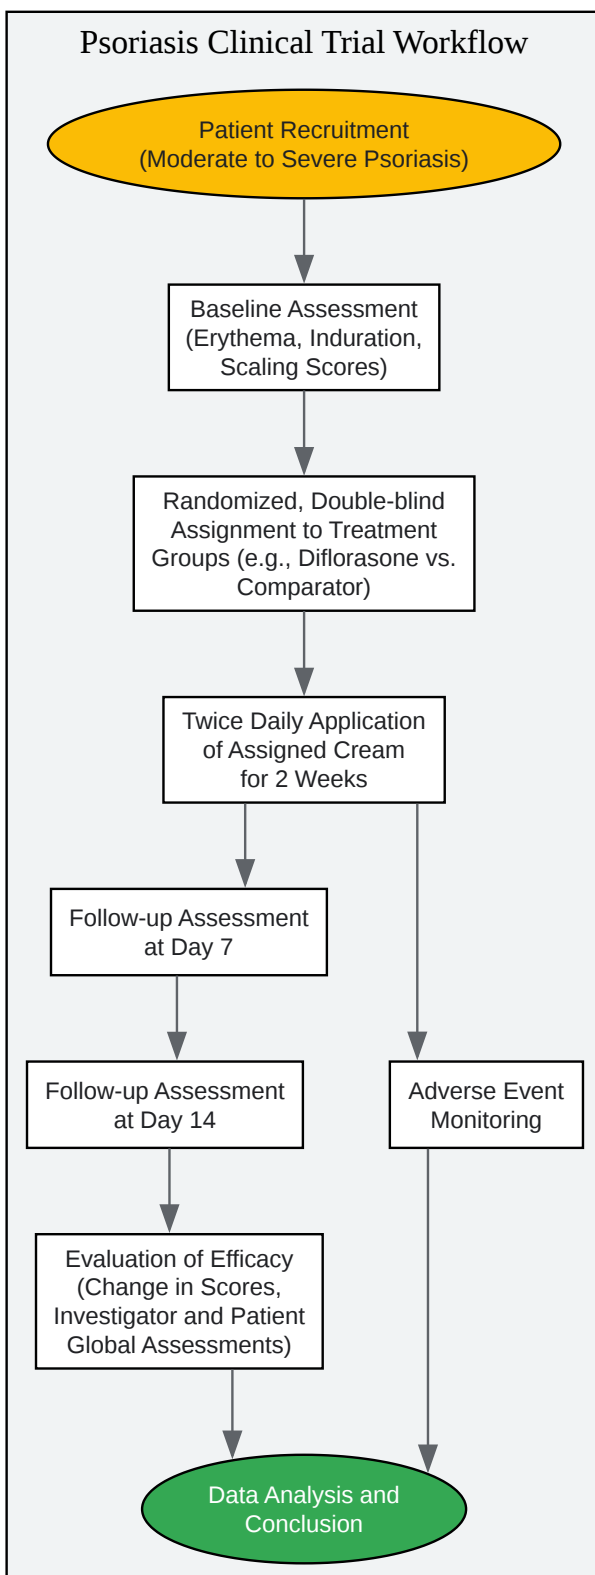 Psoriasis Clinical Trial Workflow
Patient Recruitment
(Moderate to Severe Psoriasis)
Baseline Assessment
(Erythema, Induration,
Scaling Scores)
Randomized, Double-blind
Assignment to Treatment
Groups (e.g., Diflorasone vs.
Comparator)
Twice Daily Application
of Assigned Cream
for 2 Weeks
Follow-up Assessment
at Day 7
Follow-up Assessment
at Day 14
Adverse Event
Monitoring
Evaluation of Efficacy
(Change in Scores,
Investigator and Patient
Global Assessments)
Data Analysis and
Conclusion